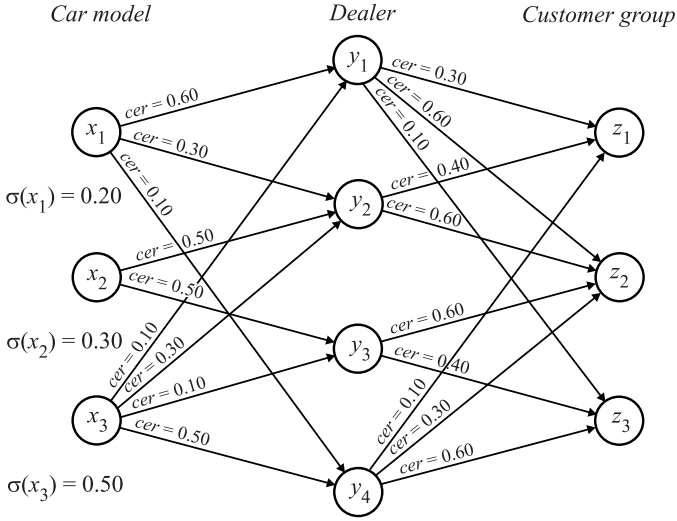 Car model
Dealer
Customer group
x1
cer = 0.60
cer = 0.30
cer = 0.10
σ(x1) = 0.20
x2
cer = 0.50
cer = 0.50
σ(x2) = 0.30
x3
cer = 0.10
cer = 0.30
cer = 0.10
cer = 0.50
σ(x3) = 0.50
y1
cer = 0.30
cer = 0.60
cer = 0.10
y2
cer = 0.40
cer = 0.60
y3
cer = 0.60
cer = 0.40
y4
cer = 0.10
cer = 0.30
cer = 0.60
z1
z2
z3